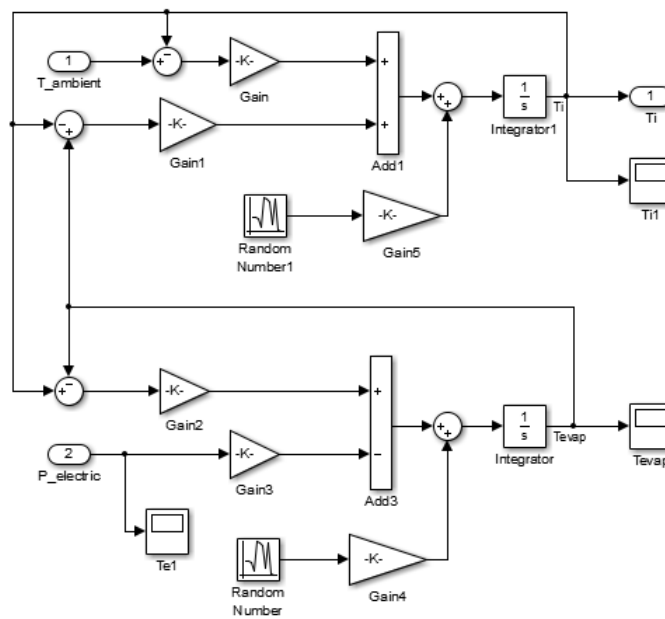 1
T_ambient
-K-
Gain
-K-
Gain1
Add1
1
s
Integrator1
Ti
1
Ti
Ti1
Random
Number1
-K-
Gain5
-K-
Gain2
2
P_electric
-K-
Gain3
Add3
1
s
Integrator
Tevap
Tevap
Te1
Random
Number
-K-
Gain4